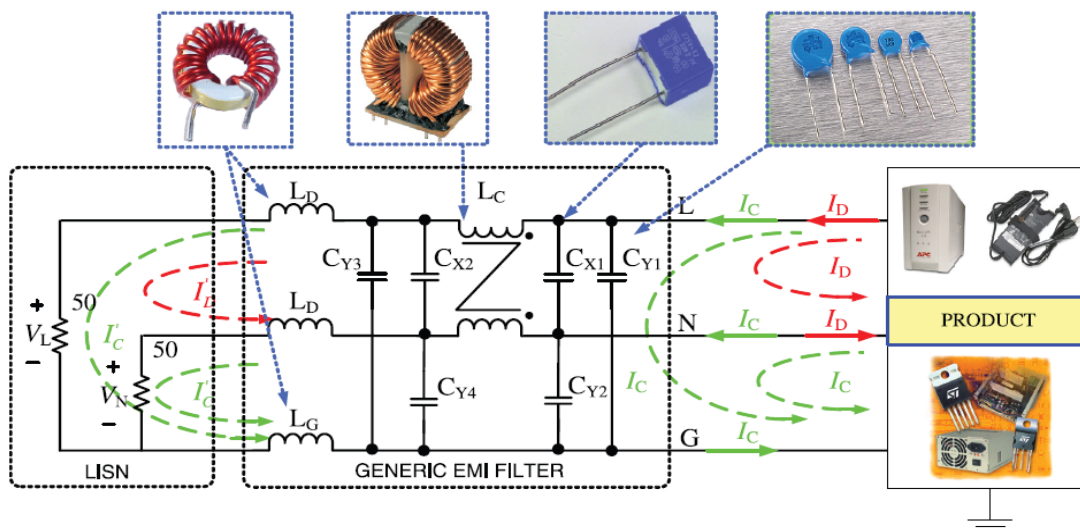 L_D
L_C
L
I_C
I_D
C_Y3
C_X2
C_X1
C_Y1
I_D
+
50
V_L
−
I'_C
I'_D
L_D
N
I_C
I_D
PRODUCT
50
+
V_N
−
I'_C
C_Y4
C_Y2
I_C
I_C
L_G
G
I_C
LISN
GENERIC EMI FILTER
APC
ST